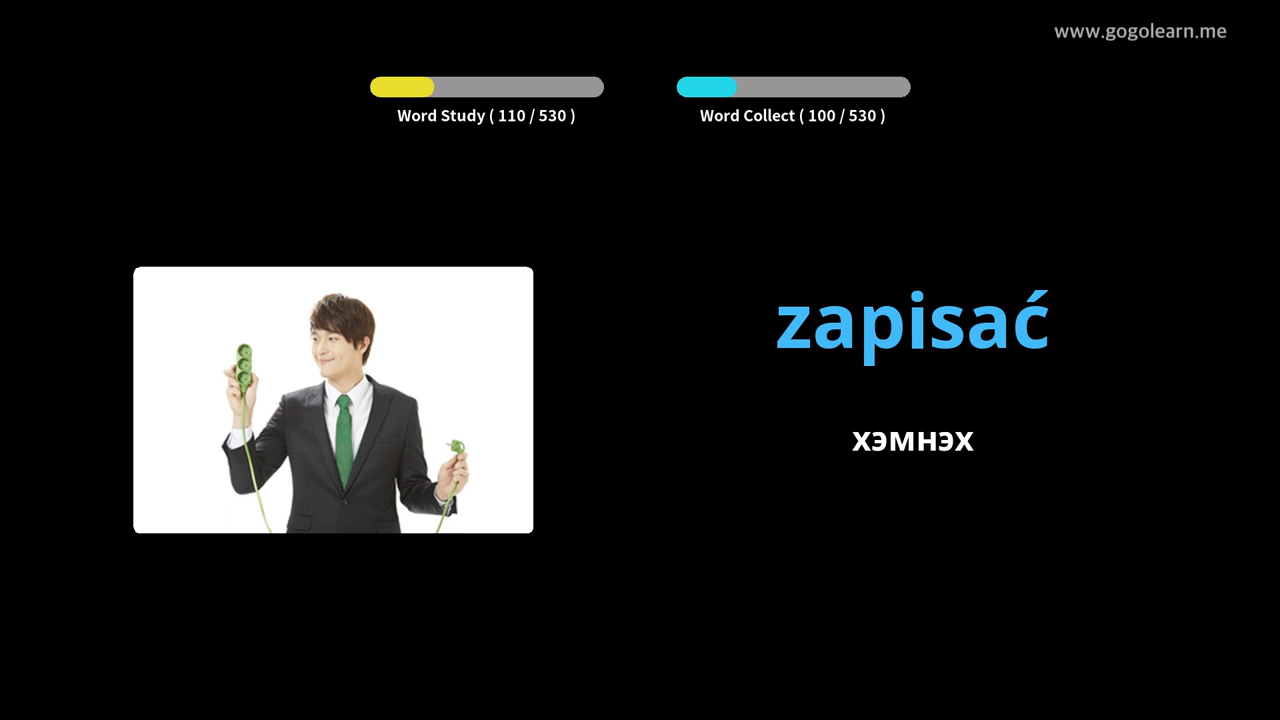 www.gogolearn.me
Word Study ( 110 / 530 )
Word Collect ( 100 / 530 )
zapisać
хэмнэх